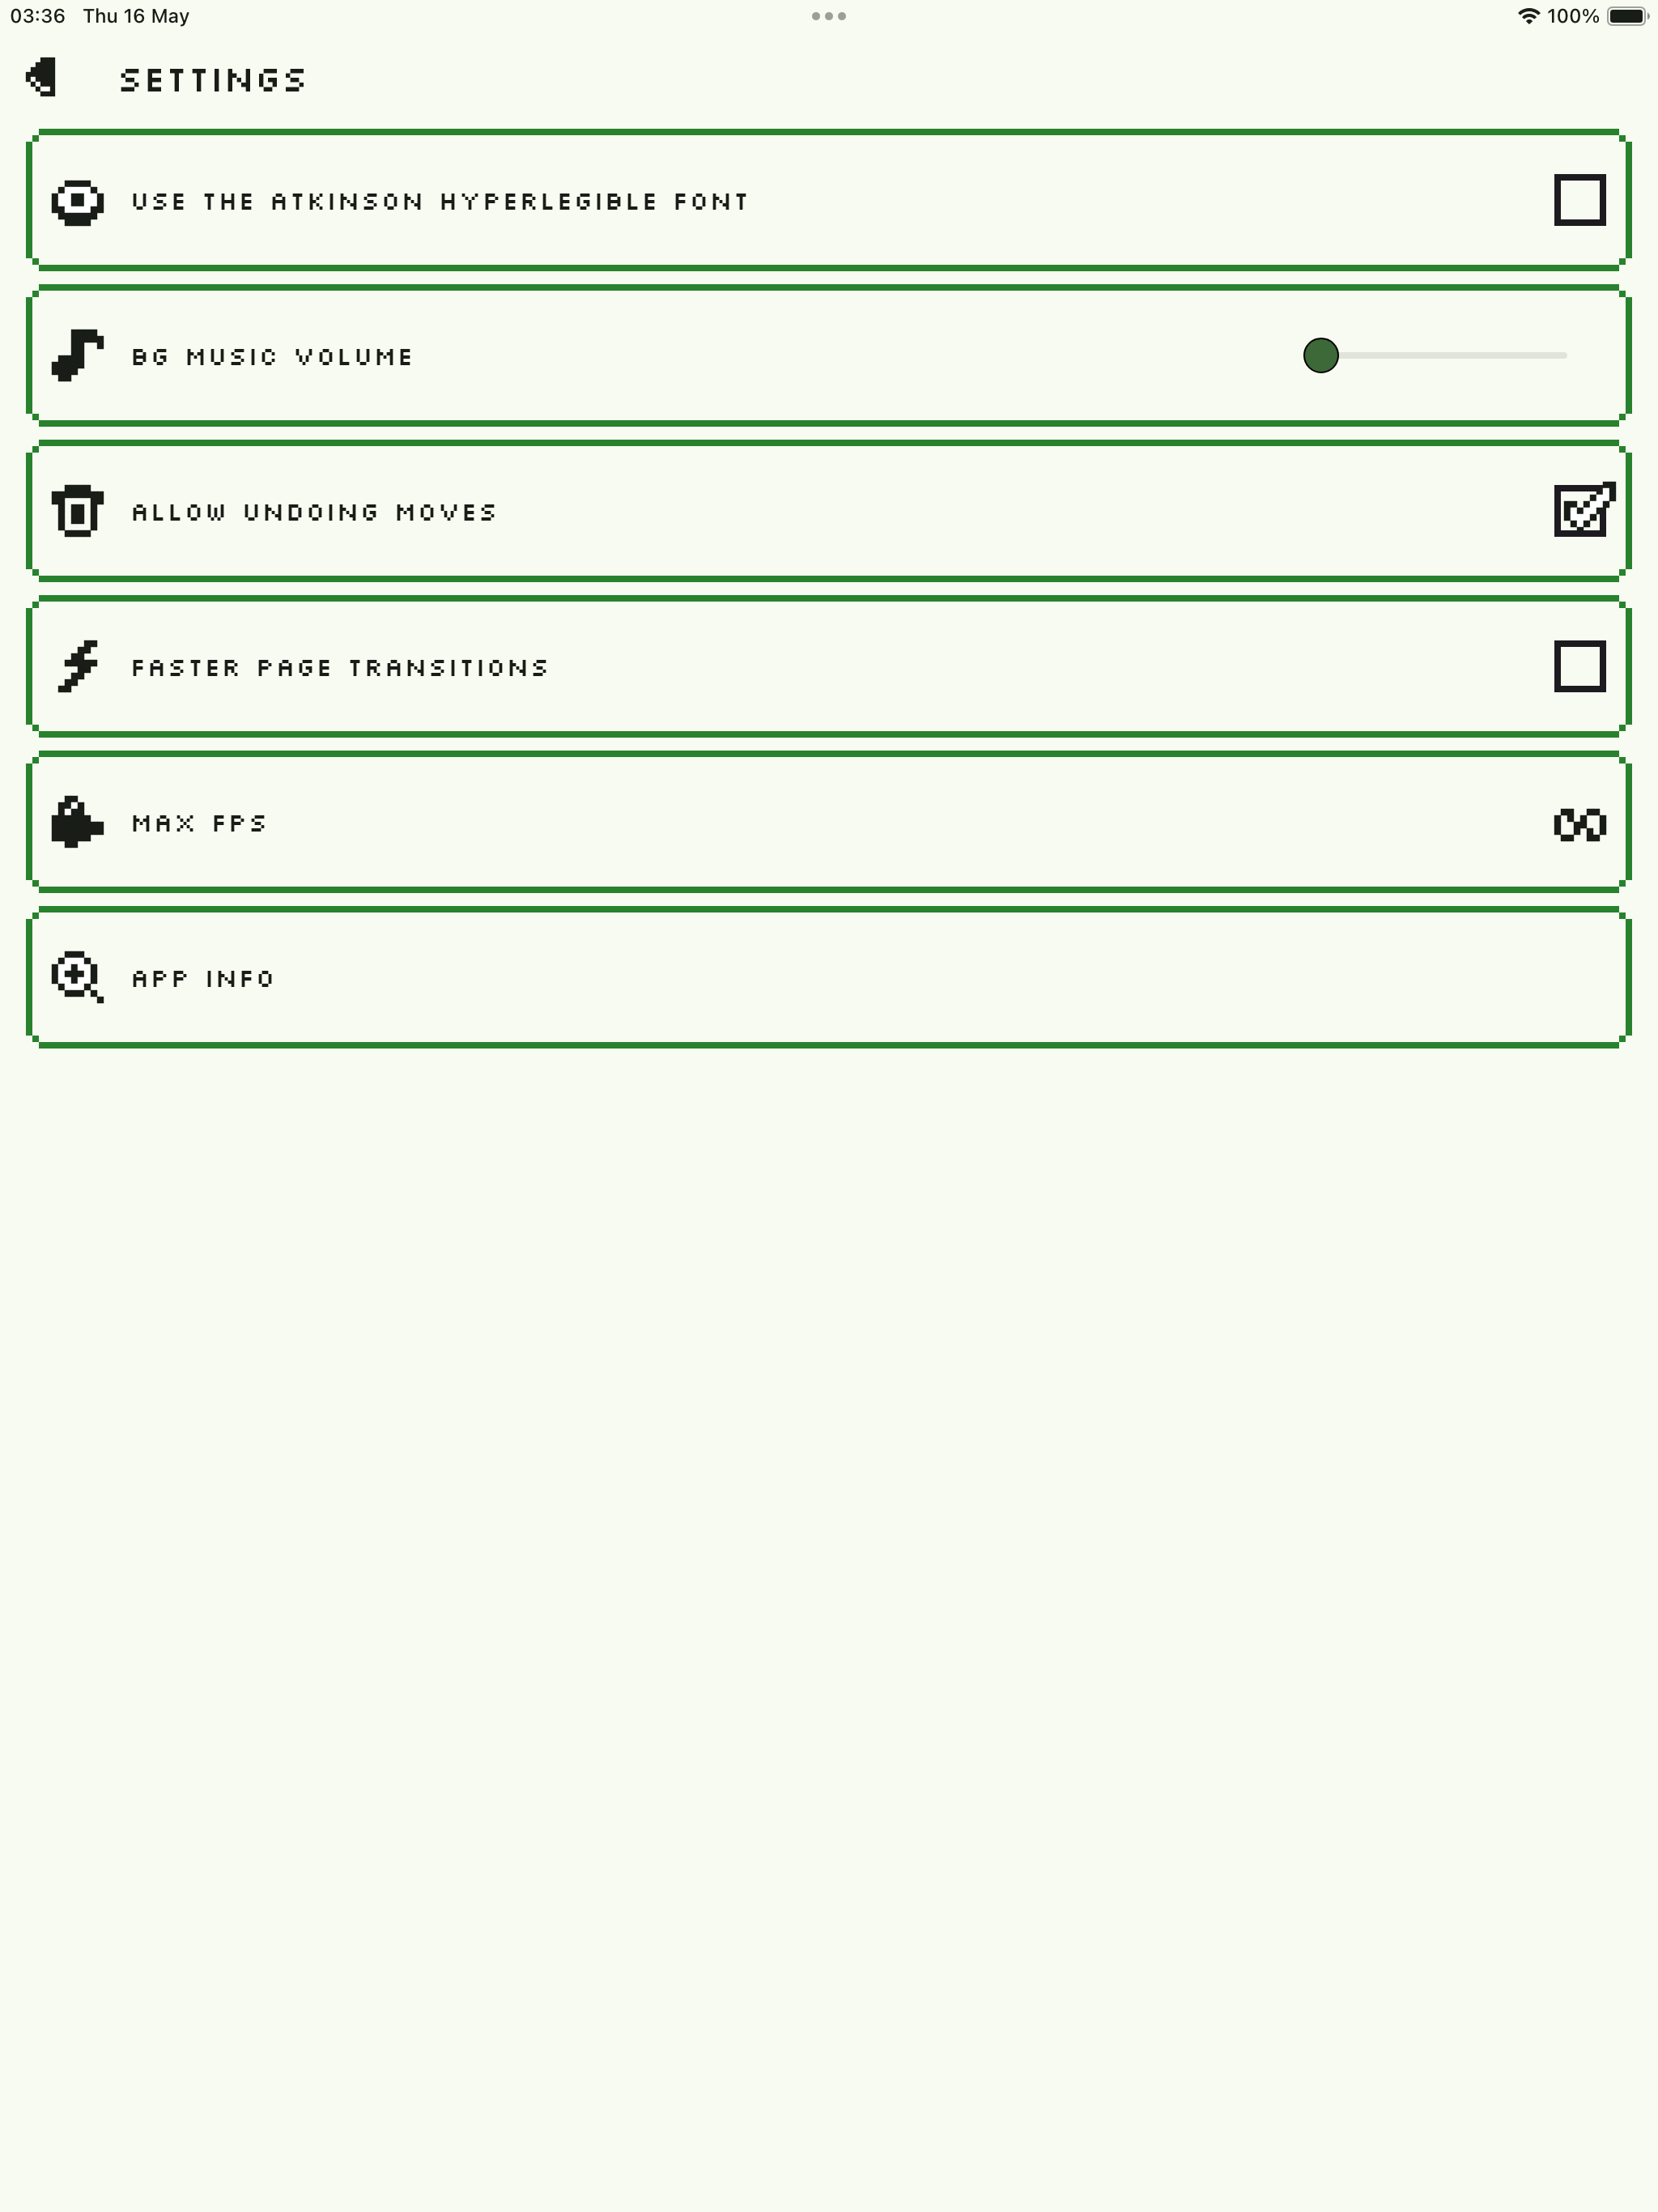 03:36 Thu 16 May 100%
SETTINGS
USE THE ATKINSON HYPERLEGIBLE FONT
BG MUSIC VOLUME
ALLOW UNDOING MOVES
FASTER PAGE TRANSITIONS
MAX FPS ∞
APP INFO